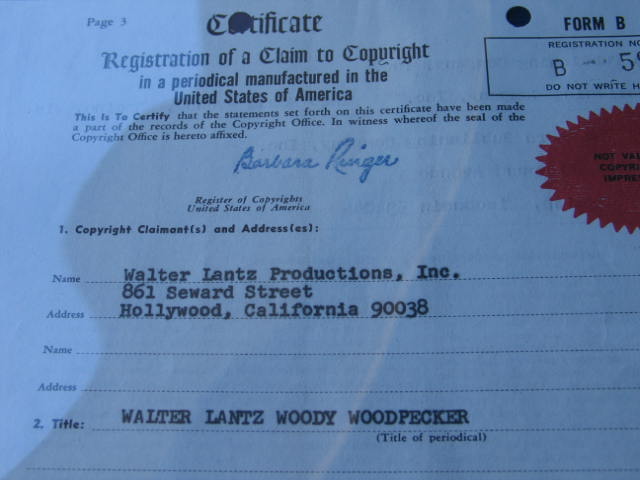 Page 3
Certificate
FORM B
Registration of a Claim to Copyright
in a periodical manufactured in the
United States of America
REGISTRATION NO
B 59
DO NOT WRITE H
This Is To Certify that the statements set forth on this certificate have been made
a part of the records of the Copyright Office. In witness whereof the seal of the
Copyright Office is hereto affixed.
Barbara Ringer
NOT VAL
COPYRI
IMPRES
Register of Copyrights
United States of America
1. Copyright Claimant(s) and Address(es):
Name Walter Lantz Productions, Inc.
861 Seward Street
Address Hollywood, California 90038
Name
Address
2. Title: WALTER LANTZ WOODY WOODPECKER
(Title of periodical)